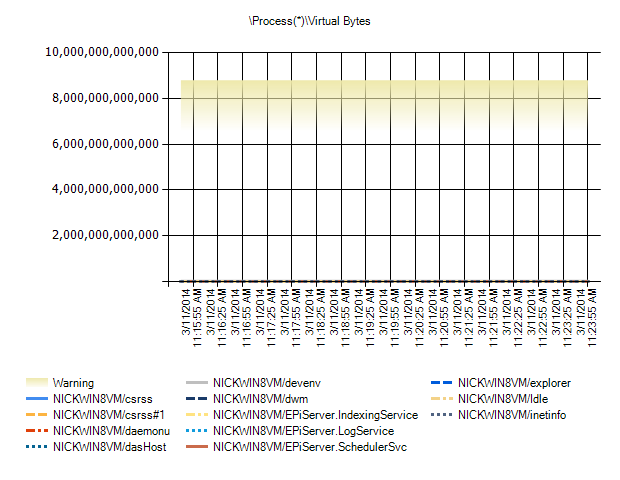 \Process(*)\Virtual Bytes
10,000,000,000,000
8,000,000,000,000
6,000,000,000,000
4,000,000,000,000
2,000,000,000,000
3/11/2014
11:15:55 AM
3/11/2014
11:16:25 AM
3/11/2014
11:16:55 AM
3/11/2014
11:17:25 AM
3/11/2014
11:17:55 AM
3/11/2014
11:18:25 AM
3/11/2014
11:18:55 AM
3/11/2014
11:19:25 AM
3/11/2014
11:19:55 AM
3/11/2014
11:20:25 AM
3/11/2014
11:20:55 AM
3/11/2014
11:21:25 AM
3/11/2014
11:21:55 AM
3/11/2014
11:22:25 AM
3/11/2014
11:22:55 AM
3/11/2014
11:23:25 AM
3/11/2014
11:23:55 AM
Warning
NICKWIN8VM/csrss
NICKWIN8VM/csrss#1
NICKWIN8VM/daemonu
NICKWIN8VM/dasHost
NICKWIN8VM/devenv
NICKWIN8VM/dwm
NICKWIN8VM/EPiServer.IndexingService
NICKWIN8VM/EPiServer.LogService
NICKWIN8VM/EPiServer.SchedulerSvc
NICKWIN8VM/explorer
NICKWIN8VM/Idle
NICKWIN8VM/inetinfo